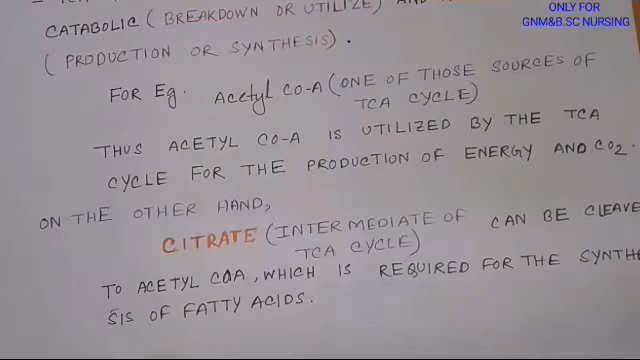 CATABOLIC (BREAKDOWN OR UTILIZE)
ONLY FOR
GNM&B.SC NURSING
(PRODUCTION OR SYNTHESIS).
FOR Eg. Acetyl CO-A (ONE OF THOSE SOURCES OF
TCA CYCLE)
THUS ACETYL CO-A IS UTILIZED BY THE TCA
CYCLE FOR THE PRODUCTION OF ENERGY AND CO2.
ON THE OTHER HAND,
CITRATE (INTERMEDIATE OF CAN BE CLEAVE
TCA CYCLE)
TO ACETYL COA, WHICH IS REQUIRED FOR THE SYNTHE
SIS OF FATTY ACIDS.